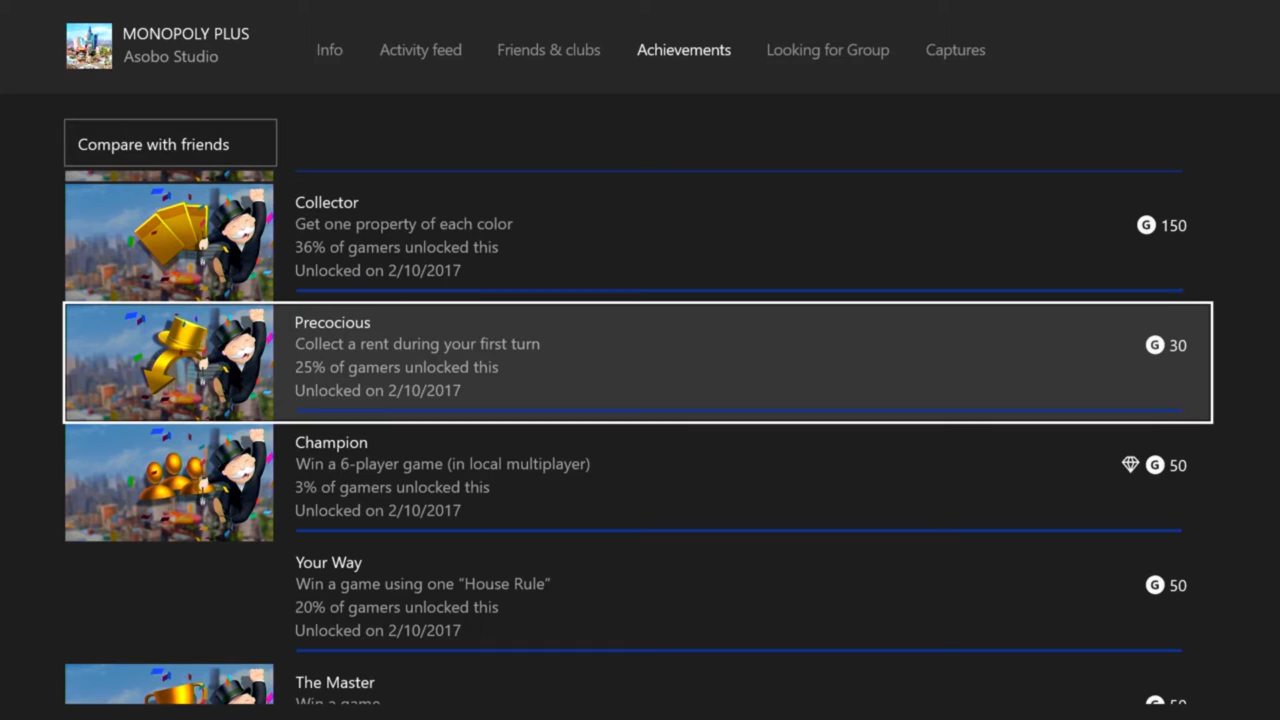 MONOPOLY PLUS
Asobo Studio
Info
Activity feed
Friends & clubs
Achievements
Looking for Group
Captures
Compare with friends
Collector
Get one property of each color
36% of gamers unlocked this
Unlocked on 2/10/2017
G 150
Precocious
Collect a rent during your first turn
25% of gamers unlocked this
Unlocked on 2/10/2017
G 30
Champion
Win a 6-player game (in local multiplayer)
3% of gamers unlocked this
Unlocked on 2/10/2017
G 50
Your Way
Win a game using one “House Rule”
20% of gamers unlocked this
Unlocked on 2/10/2017
G 50
The Master
Win a game
G 50